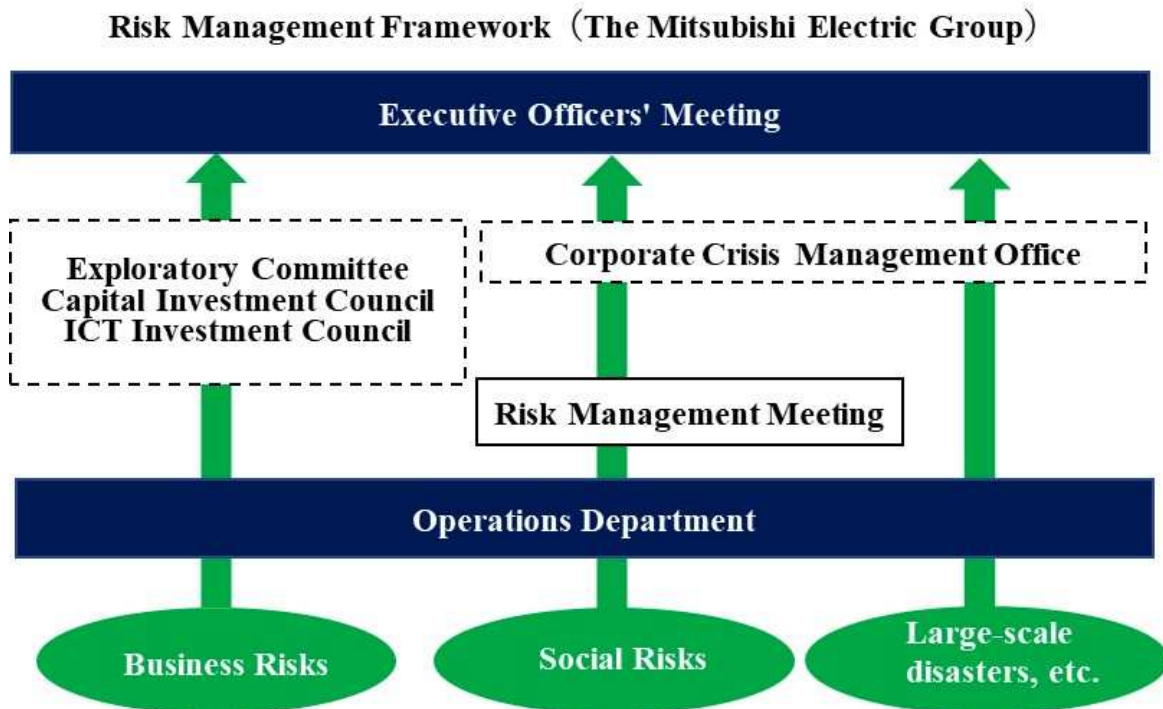 Risk Management Framework（The Mitsubishi Electric Group）
Executive Officers' Meeting
Exploratory Committee
Capital Investment Council
ICT Investment Council
Corporate Crisis Management Office
Risk Management Meeting
Operations Department
Business Risks
Social Risks
Large-scale
disasters, etc.